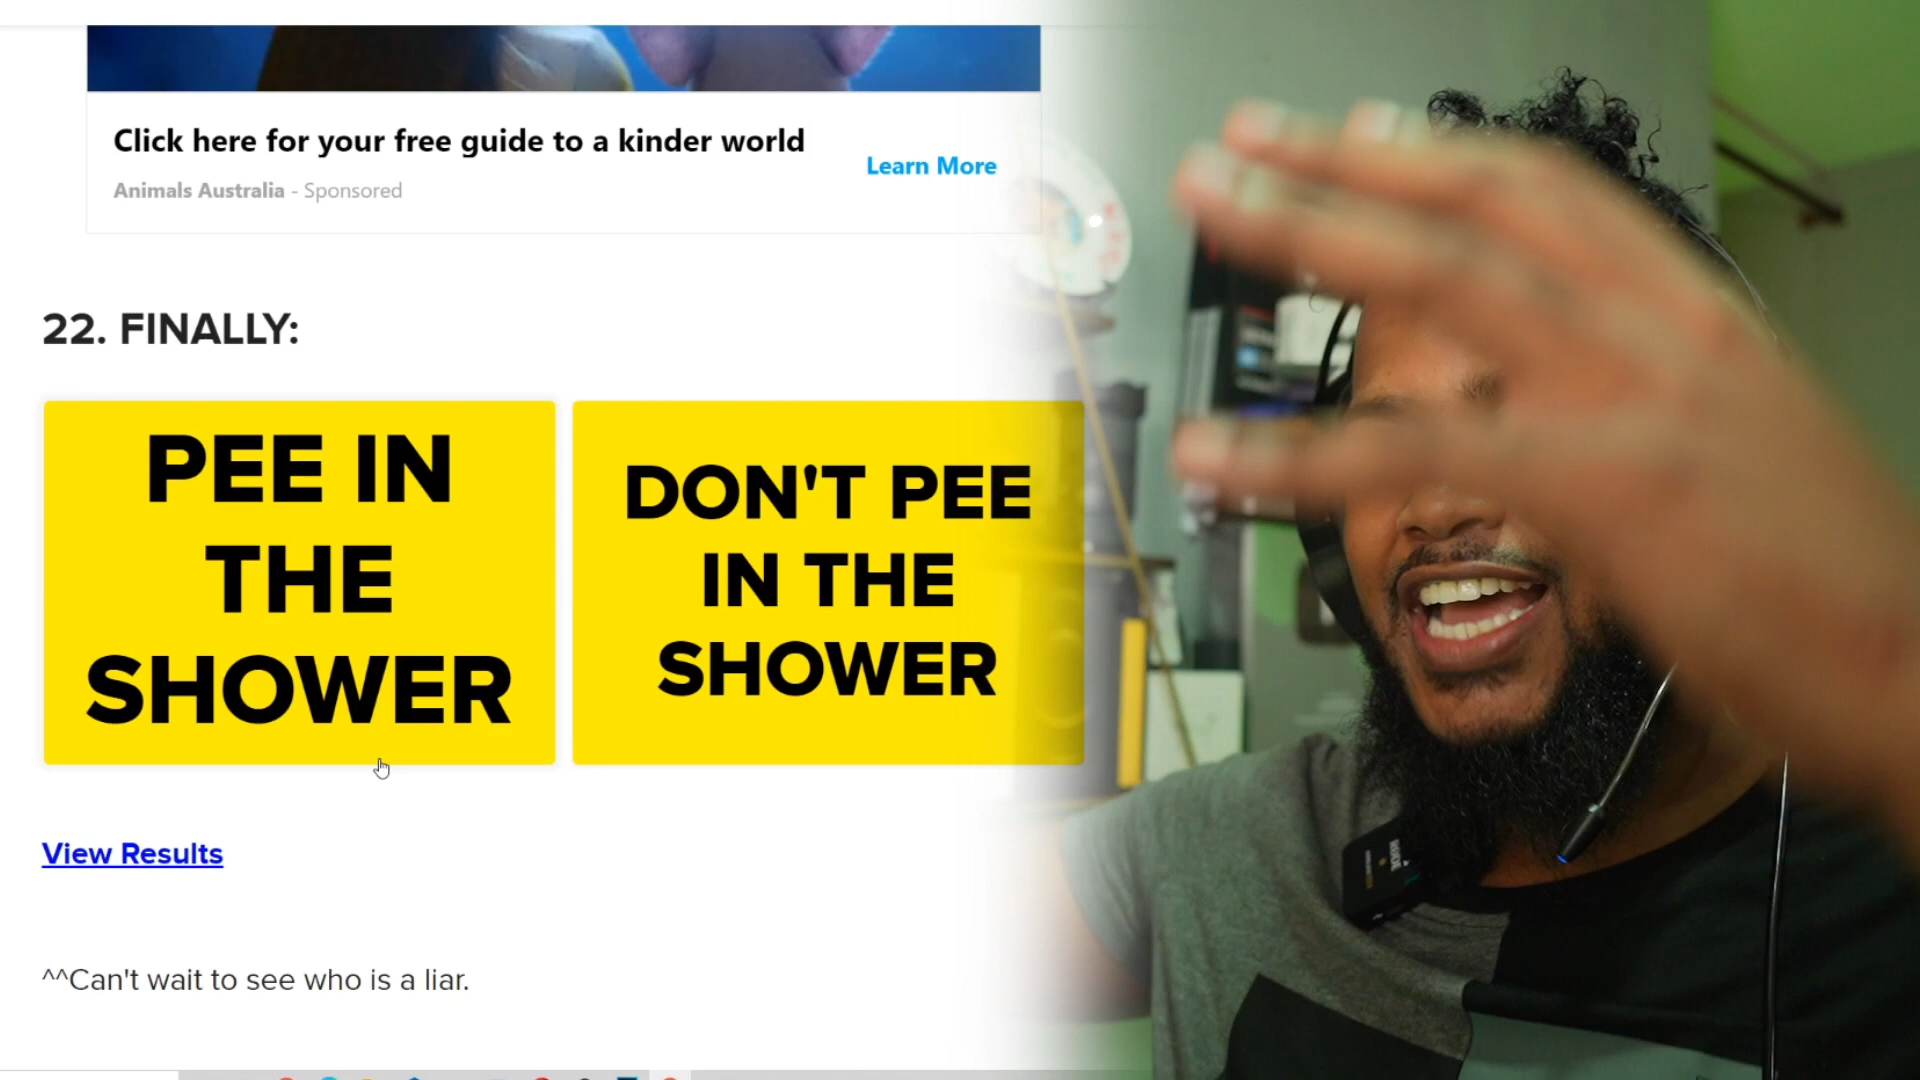 Click here for your free guide to a kinder world
Learn More
Animals Australia - Sponsored
22. FINALLY:
PEE IN
THE
SHOWER
DON'T PEE
IN THE
SHOWER
View Results
^^Can't wait to see who is a liar.